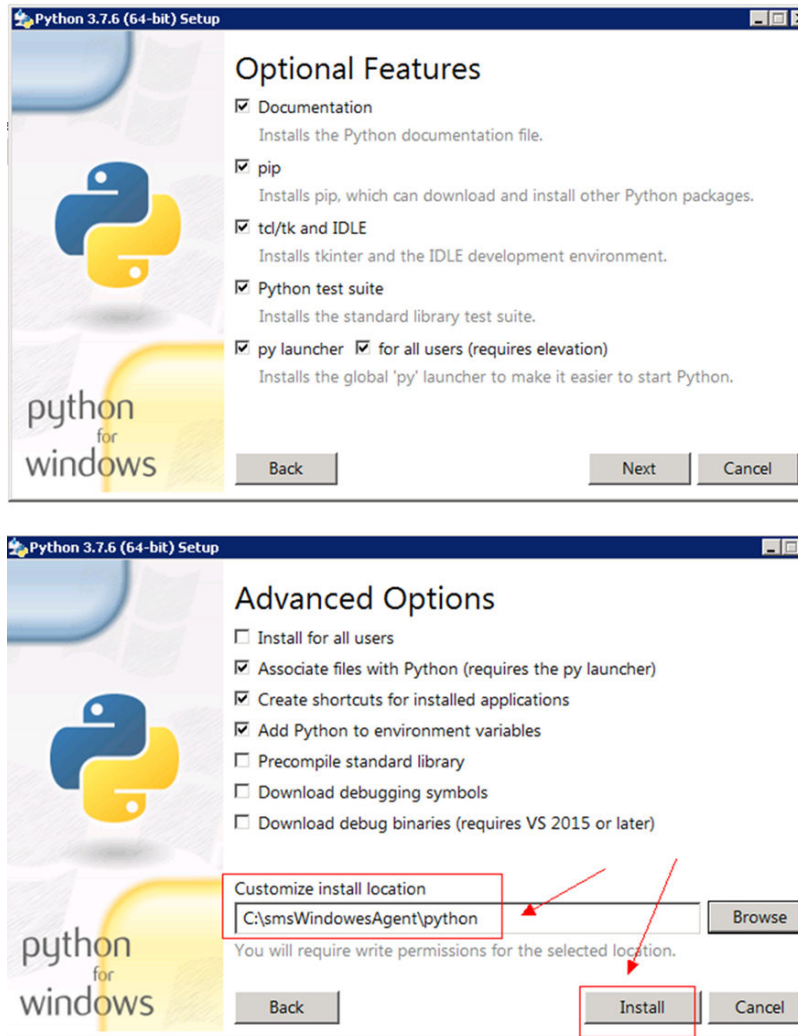 Python 3.7.6 (64-bit) Setup
Optional Features
Documentation
Installs the Python documentation file.
pip
Installs pip, which can download and install other Python packages.
tcl/tk and IDLE
Installs tkinter and the IDLE development environment.
Python test suite
Installs the standard library test suite.
py launcher for all users (requires elevation)
Installs the global 'py' launcher to make it easier to start Python.
python
for
windows
Back Next Cancel
Python 3.7.6 (64-bit) Setup
Advanced Options
Install for all users
Associate files with Python (requires the py launcher)
Create shortcuts for installed applications
Add Python to environment variables
Precompile standard library
Download debugging symbols
Download debug binaries (requires VS 2015 or later)
Customize install location
C:\smsWindowesAgent\python Browse
You will require write permissions for the selected location.
python
for
windows
Back Install Cancel